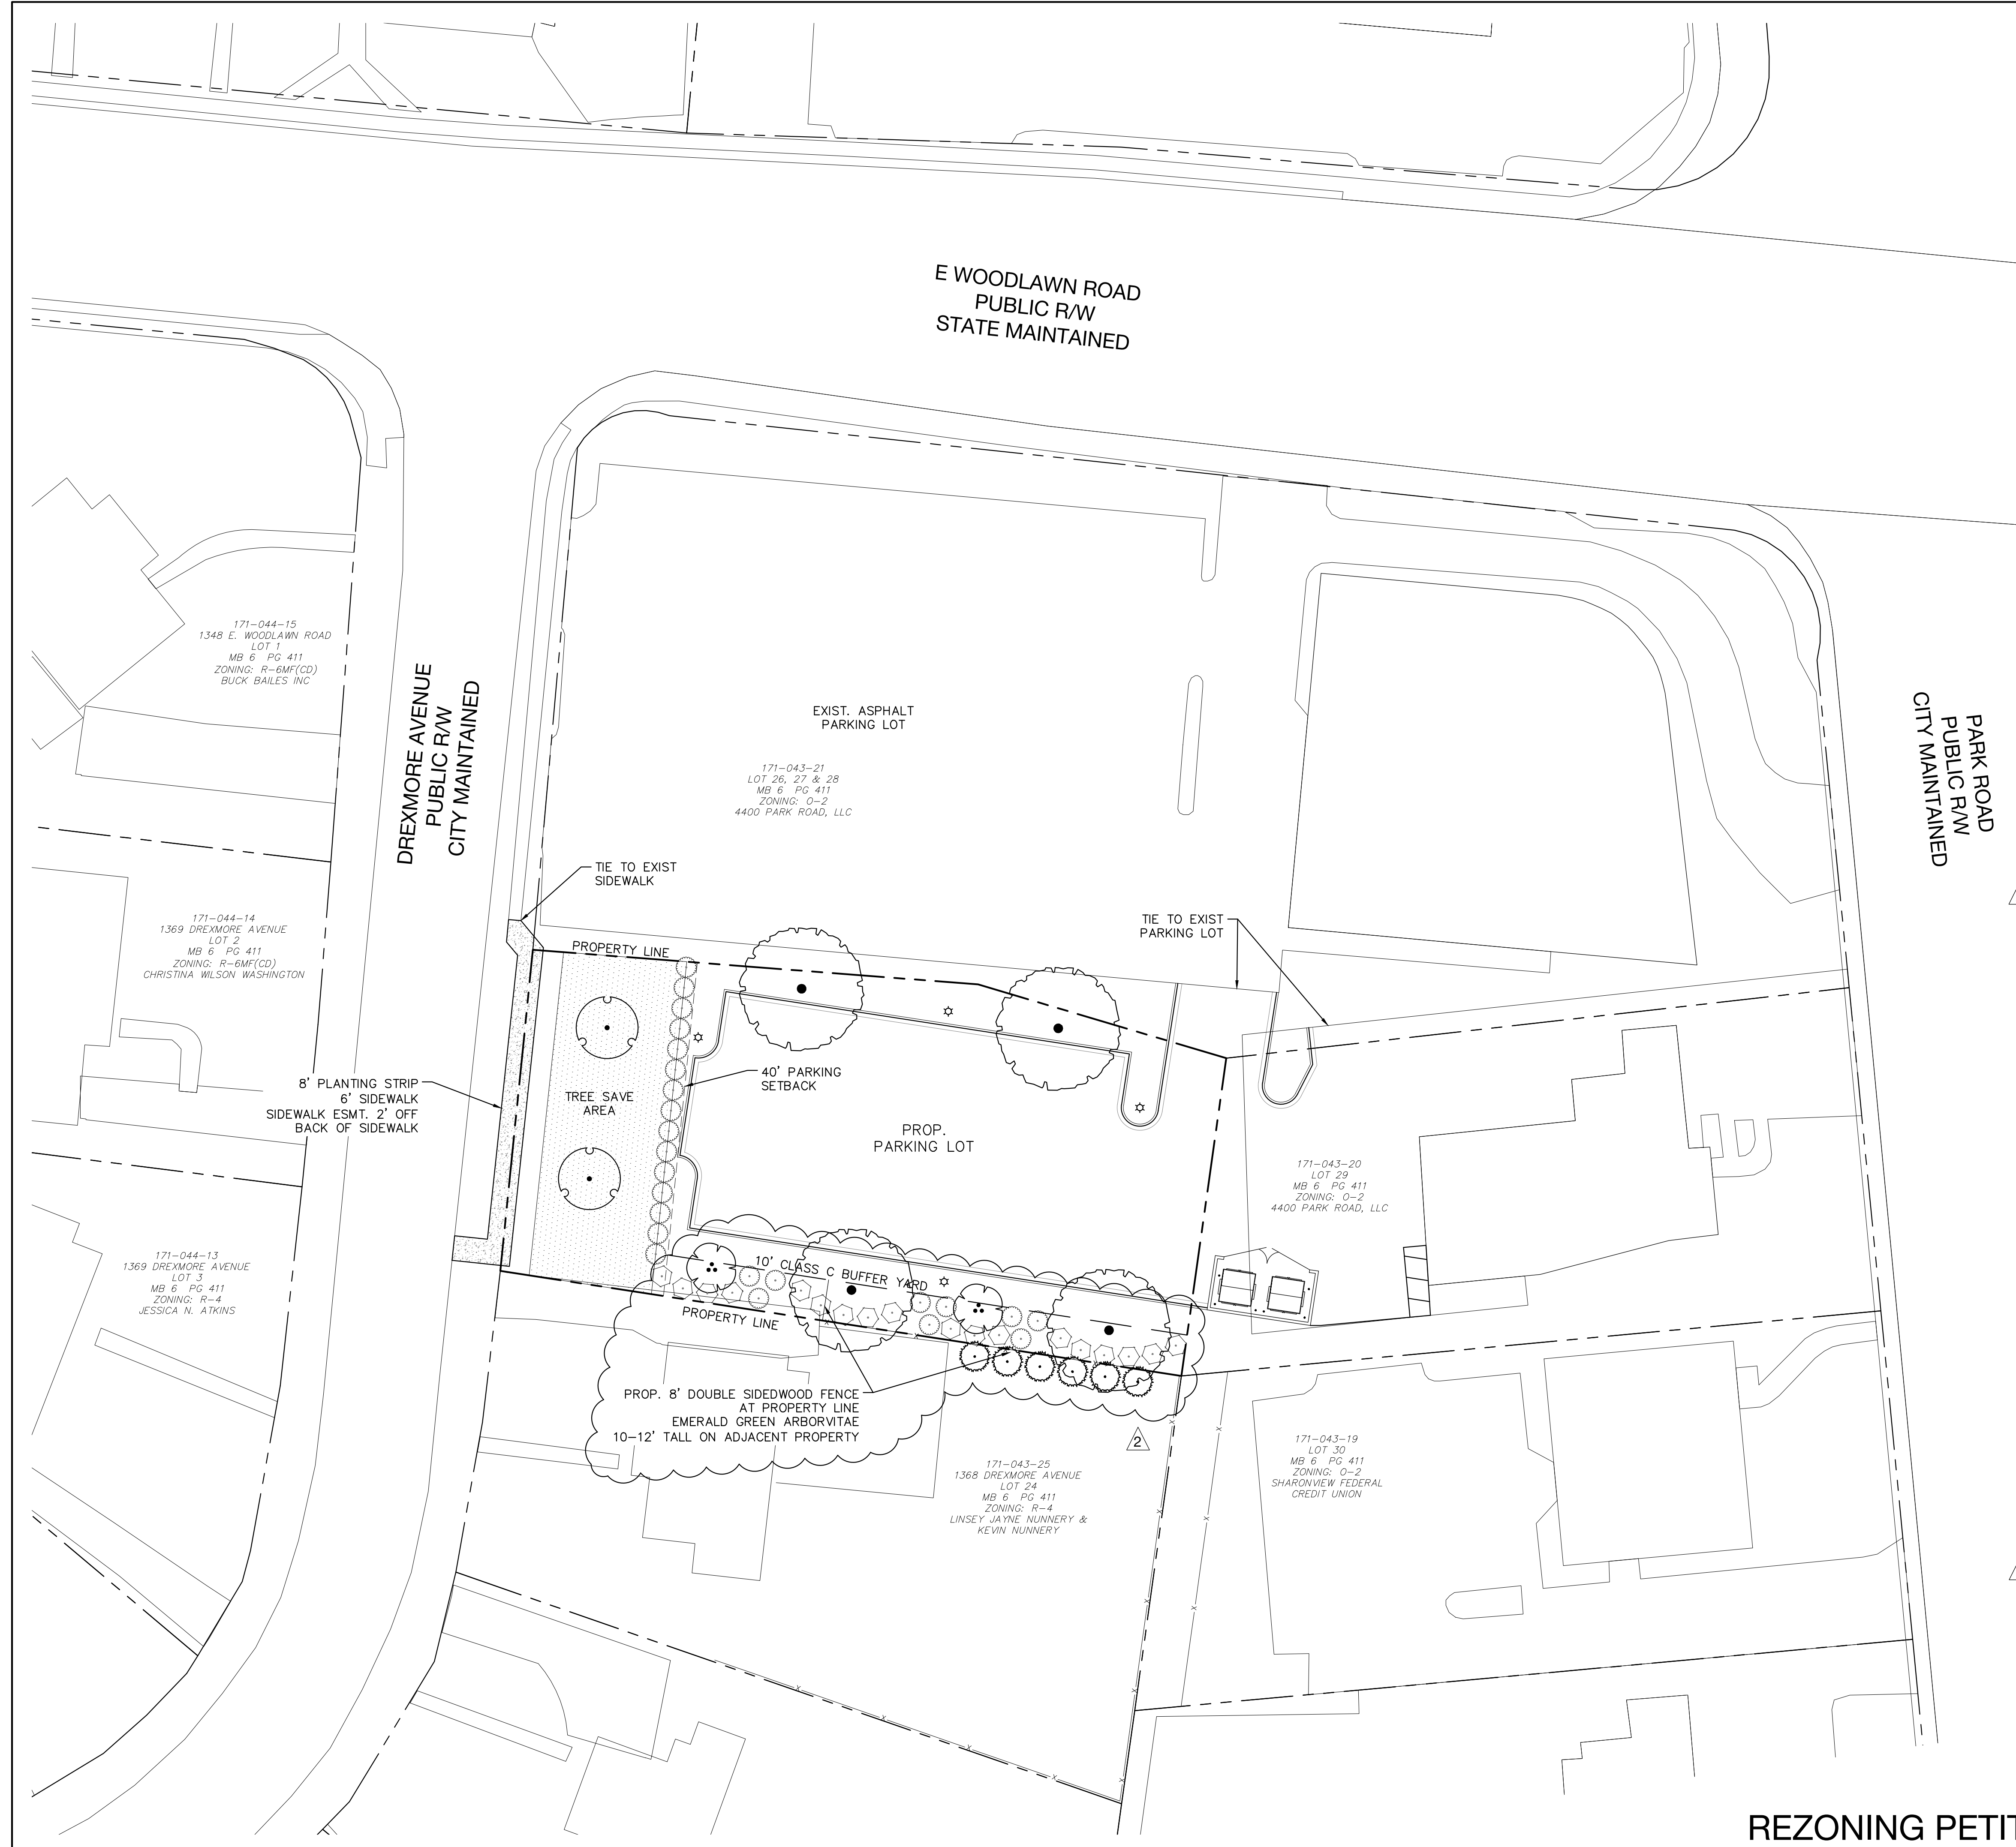 E WOODLAWN ROAD
PUBLIC R/W
STATE MAINTAINED
171-044-15
1348 E. WOODLAWN ROAD
LOT 1
MB 6 PG 411
ZONING: R-6MF(CD)
BUCK BAILES INC
DREXMORE AVENUE
PUBLIC R/W
CITY MAINTAINED
EXIST. ASPHALT
PARKING LOT
171-043-21
LOT 26, 27 & 28
MB 6 PG 411
ZONING: O-2
4400 PARK ROAD, LLC
PARK ROAD
PUBLIC R/W
CITY MAINTAINED
TIE TO EXIST
SIDEWALK
171-044-14
1369 DREXMORE AVENUE
LOT 2
MB 6 PG 411
ZONING: R-6MF(CD)
CHRISTINA WILSON WASHINGTON
TIE TO EXIST
PARKING LOT
PROPERTY LINE
40' PARKING
SETBACK
8' PLANTING STRIP
6' SIDEWALK
SIDEWALK ESMT. 2' OFF
BACK OF SIDEWALK
TREE SAVE
AREA
PROP.
PARKING LOT
171-043-20
LOT 29
MB 6 PG 411
ZONING: O-2
4400 PARK ROAD, LLC
171-044-13
1369 DREXMORE AVENUE
LOT 3
MB 6 PG 411
ZONING: R-4
JESSICA N. ATKINS
10' CLASS C BUFFER YARD
PROPERTY LINE
PROP. 8' DOUBLE SIDEDWOOD FENCE
AT PROPERTY LINE
EMERALD GREEN ARBORVITAE
10-12' TALL ON ADJACENT PROPERTY
2
171-043-25
1368 DREXMORE AVENUE
LOT 24
MB 6 PG 411
ZONING: R-4
LINSEY JAYNE NUNNERY &
KEVIN NUNNERY
171-043-19
LOT 30
MB 6 PG 411
ZONING: O-2
SHARONVIEW FEDERAL
CREDIT UNION
REZONING PETIT